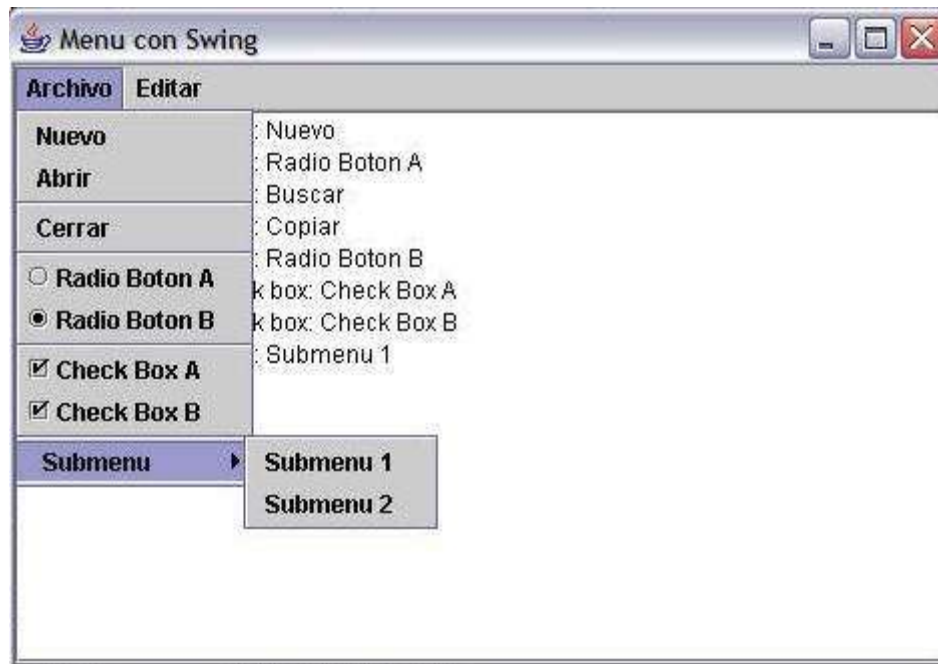 Menu con Swing
Archivo Editar
Nuevo
Abrir
Cerrar
Radio Boton A
Radio Boton B
Check Box A
Check Box B
Submenu
Submenu 1
Submenu 2
: Nuevo
: Radio Boton A
: Buscar
: Copiar
: Radio Boton B
k box: Check Box A
k box: Check Box B
: Submenu 1